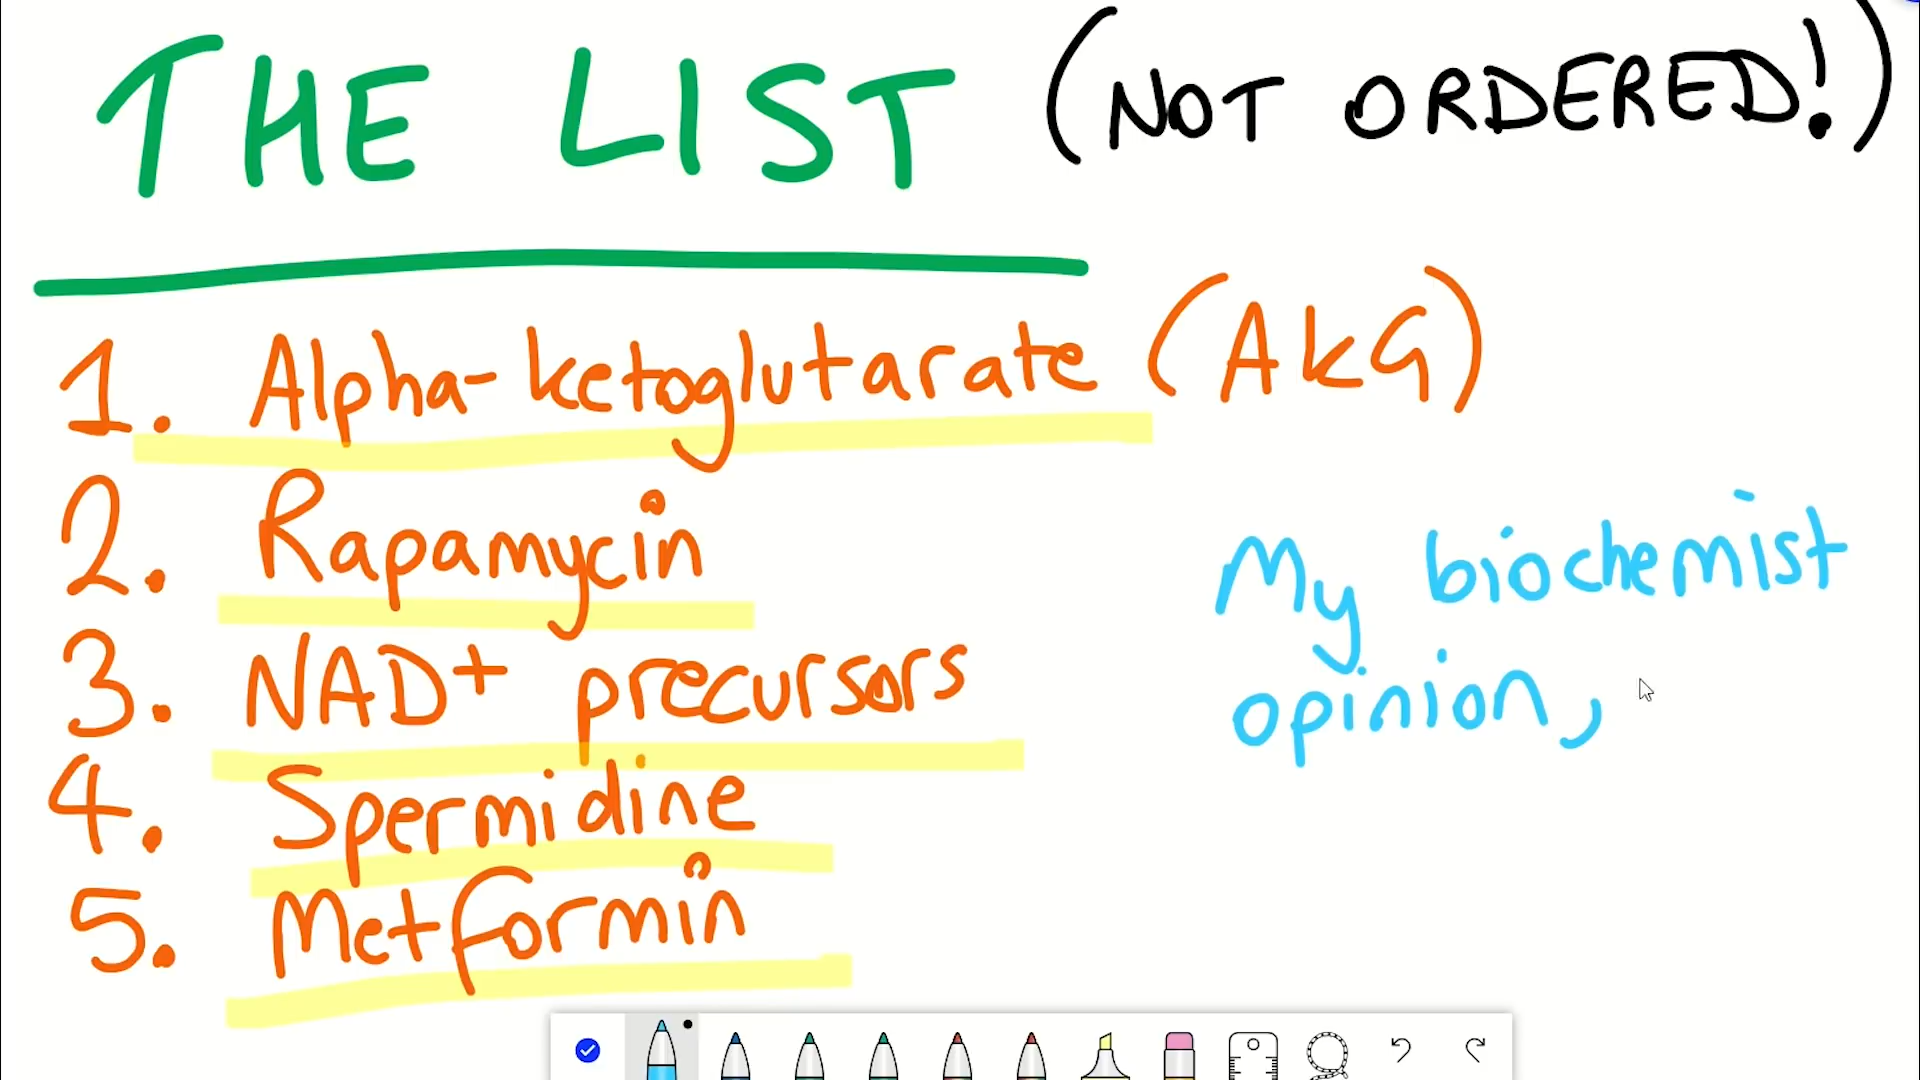 THE LIST (NOT ORDERED!)
1. Alpha-ketoglutarate (AKG)
2. Rapamycin
3. NAD+ precursors
4. Spermidine
5. Metformin
My biochemist
opinion,